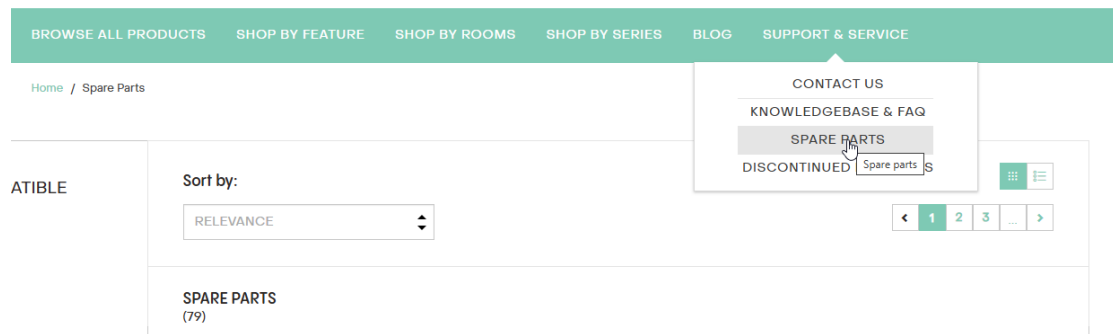 BROWSE ALL PRODUCTS SHOP BY FEATURE SHOP BY ROOMS SHOP BY SERIES BLOG SUPPORT & SERVICE
Home / Spare Parts
CONTACT US
KNOWLEDGEBASE & FAQ
SPARE PARTS
DISCONTINUED
Spare parts
ATIBLE
Sort by:
RELEVANCE
1 2 3 ...
SPARE PARTS
(79)